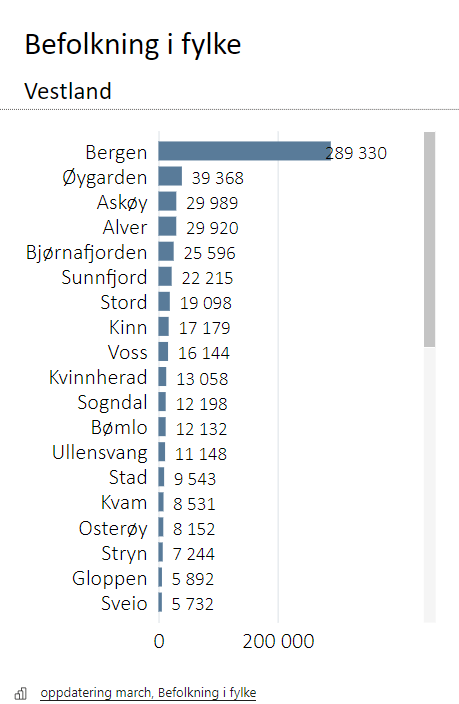 Befolkning i fylke
Vestland
Bergen 289 330
Øygarden 39 368
Askøy 29 989
Alver 29 920
Bjørnafjorden 25 596
Sunnfjord 22 215
Stord 19 098
Kinn 17 179
Voss 16 144
Kvinnherad 13 058
Sogndal 12 198
Bømlo 12 132
Ullensvang 11 148
Stad 9 543
Kvam 8 531
Osterøy 8 152
Stryn 7 244
Gloppen 5 892
Sveio 5 732
0 200 000
oppdatering march, Befolkning i fylke